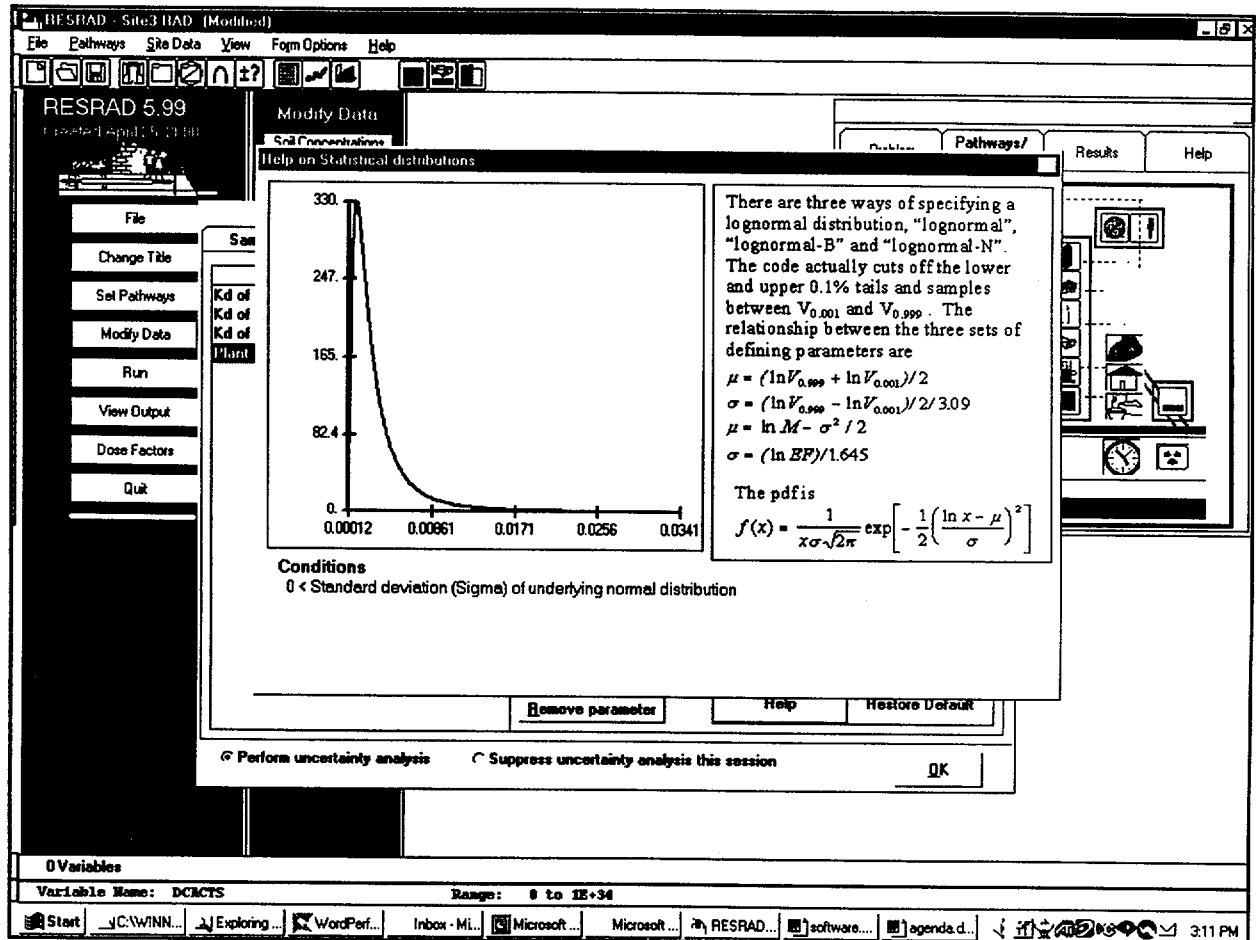 RESRAD - Site3.RAD (Modified)
File Pathways Site Data View Form Options Help
±?
RESRAD 5.99
Modify Data
Soil Concentrations
Pathways/
Results
Help
Help on Statistical distributions
File
Change Title
Set Pathways
Modify Data
Run
View Output
Dose Factors
Quit
Sam
Kd of
Kd of
Kd of
Plant
330.
247.
165.
82.4
0.
0.00012 0.00861 0.0171 0.0256 0.0341
There are three ways of specifying a
lognormal distribution, “lognormal”,
“lognormal-B” and “lognormal-N”.
The code actually cuts off the lower
and upper 0.1% tails and samples
between V0.001 and V0.999 . The
relationship between the three sets of
defining parameters are
μ = (lnV0.999 + lnV0.001)/2
σ = (lnV0.999 − lnV0.001)/2/3.09
μ = ln M − σ² / 2
σ = (ln EF)/1.645
The pdf is
f(x) = 1/(xσ√2π) exp[−1/2((ln x − μ)/σ)²]
Conditions
0 < Standard deviation (Sigma) of underlying normal distribution
Remove parameter
Help
Restore Default
Perform uncertainty analysis
Suppress uncertainty analysis this session
OK
0 Variables
Variable Name: DCACTS Range: 0 to 1E+34
Start C:\WINN... Exploring ... WordPerf... Inbox - Mi... Microsoft ... Microsoft ... RESRAD... software.... agenda.d... 3:11 PM